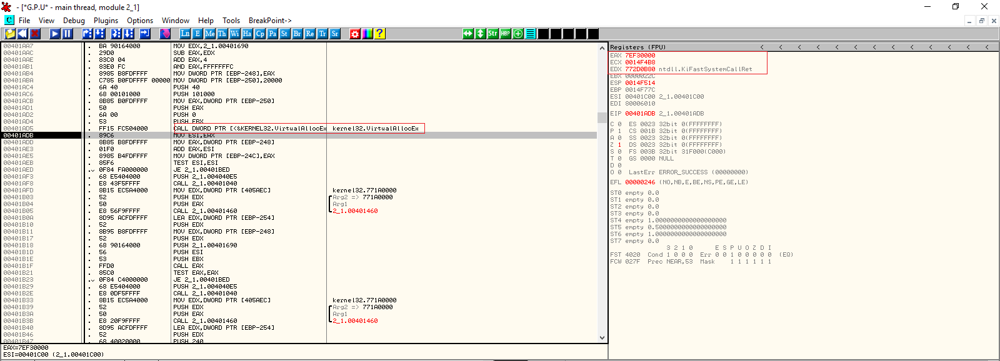 - [*G.P.U* - main thread, module 2_1]
C File View Debug Plugins Options Window Help Tools BreakPoint->
Ln E Me Th Wi Ha Cp Pa St Br Re Tr Sr ? Str HBP
00401AA7 . BA 90164000 MOV EDX,2_1.00401690
00401AAC . 29D0 SUB EAX,EDX
00401AAE . 83C0 04 ADD EAX,4
00401AB1 . 83E0 FC AND EAX,FFFFFFFC
00401AB4 . 8985 B8FDFFFF MOV DWORD PTR [EBP-248],EAX
00401ABA . C785 B0FDFFFF 00000 MOV DWORD PTR [EBP-250],20000
00401AC4 . 6A 40 PUSH 40
00401AC6 . 68 00101000 PUSH 101000
00401ACB . 8B85 B0FDFFFF MOV EAX,DWORD PTR [EBP-250]
00401AD1 . 50 PUSH EAX
00401AD2 . 6A 00 PUSH 0
00401AD4 . 53 PUSH EBX
00401AD5 . FF15 FC504000 CALL DWORD PTR [<&KERNEL32.VirtualAllocEx kernel32.VirtualAllocEx
00401ADB . 89C6 MOV ESI,EAX
00401ADD . 8B85 B8FDFFFF MOV EAX,DWORD PTR [EBP-248]
00401AE3 . 01F0 ADD EAX,ESI
00401AE5 . 8985 B4FDFFFF MOV DWORD PTR [EBP-24C],EAX
00401AEB . 85F6 TEST ESI,ESI
00401AED .v 0F84 FA000000 JE 2_1.00401BED
00401AF3 . 68 E5404000 PUSH 2_1.004040E5
00401AF8 . E8 43F5FFFF CALL 2_1.00401040
00401AFD . 8B15 EC5A4000 MOV EDX,DWORD PTR [405AEC] kernel32.771A0000
00401B03 . 52 PUSH EDX Arg2 => 771A0000
00401B04 . 50 PUSH EAX Arg1
00401B05 . E8 56F9FFFF CALL 2_1.00401460 2_1.00401460
00401B0A . 8D95 ACFDFFFF LEA EDX,DWORD PTR [EBP-254]
00401B10 . 52 PUSH EDX
00401B11 . 8B95 B8FDFFFF MOV EDX,DWORD PTR [EBP-248]
00401B17 . 52 PUSH EDX
00401B18 . 68 90164000 PUSH 2_1.00401690
00401B1D . 56 PUSH ESI
00401B1E . 53 PUSH EBX
00401B1F . FFD0 CALL EAX
00401B21 . 85C0 TEST EAX,EAX
00401B23 .v 0F84 C4000000 JE 2_1.00401BED
00401B29 . 68 E5404000 PUSH 2_1.004040E5
00401B2E . E8 0DF5FFFF CALL 2_1.00401040
00401B33 . 8B15 EC5A4000 MOV EDX,DWORD PTR [405AEC] kernel32.771A0000
00401B39 . 52 PUSH EDX Arg2 => 771A0000
00401B3A . 50 PUSH EAX Arg1
00401B3B . E8 20F9FFFF CALL 2_1.00401460 2_1.00401460
00401B40 . 8D95 ACFDFFFF LEA EDX,DWORD PTR [EBP-254]
00401B46 . 52 PUSH EDX
00401B47 . 68 40020000 PUSH 240
EAX=7EF30000
ESI=00401C00 (2_1.00401C00)
Registers (FPU) < < < < < < < < < < < < <
EAX 7EF30000
ECX 0014F4B8
EDX 772D0B80 ntdll.KiFastSystemCallRet
EBX 0000022C
ESP 0014F514
EBP 0014F77C
ESI 00401C00 2_1.00401C00
EDI 80006010
EIP 00401ADB 2_1.00401ADB
C 0 ES 0023 32bit 0(FFFFFFFF)
P 1 CS 001B 32bit 0(FFFFFFFF)
A 0 SS 0023 32bit 0(FFFFFFFF)
Z 1 DS 0023 32bit 0(FFFFFFFF)
S 0 FS 003B 32bit 31F000(C000)
T 0 GS 0000 NULL
D 0
O 0 LastErr ERROR_SUCCESS (00000000)
EFL 00000246 (NO,NB,E,BE,NS,PE,GE,LE)
ST0 empty 0.0
ST1 empty 0.0
ST2 empty 0.0
ST3 empty 0.0
ST4 empty 1.0000000000000000000
ST5 empty 0.5000000000000000000
ST6 empty 1.0000000000000000000
ST7 empty 0.0
3 2 1 0 E S P U O Z D I
FST 4020 Cond 1 0 0 0 Err 0 0 1 0 0 0 0 0 (EQ)
FCW 027F Prec NEAR,53 Mask 1 1 1 1 1 1